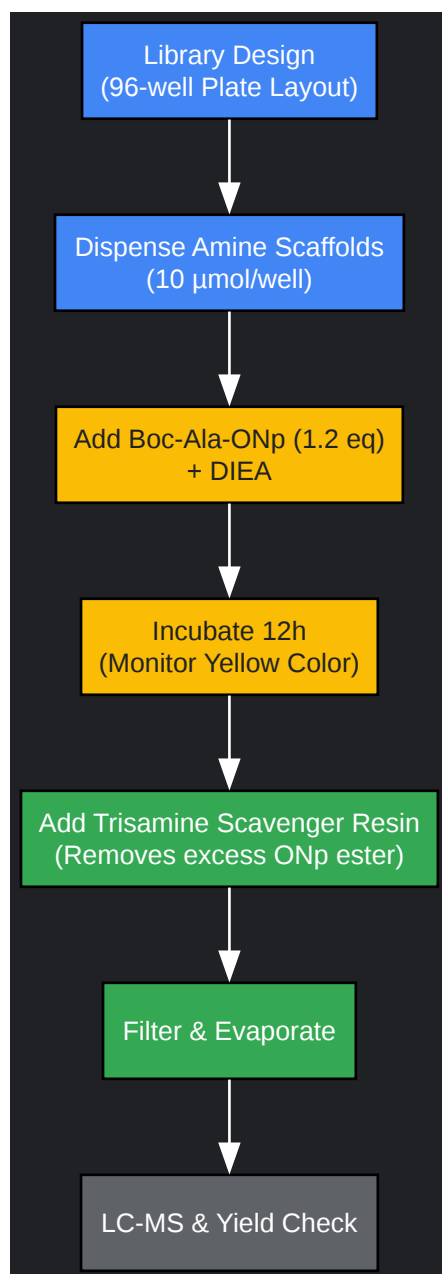 Library Design
(96-well Plate Layout)
Dispense Amine Scaffolds
(10 µmol/well)
Add Boc-Ala-ONp (1.2 eq)
+ DIEA
Incubate 12h
(Monitor Yellow Color)
Add Trisamine Scavenger Resin
(Removes excess ONp ester)
Filter & Evaporate
LC-MS & Yield Check